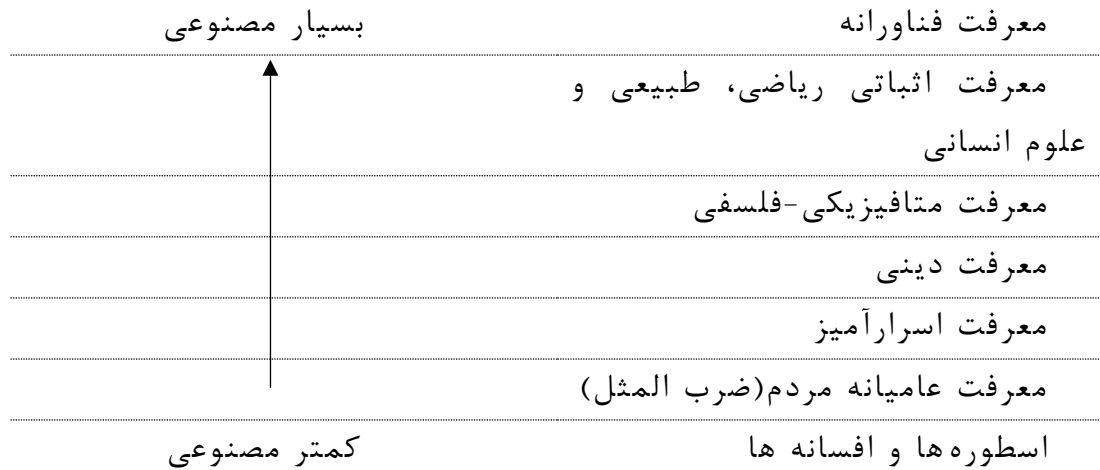 معرفت فناورانه
بسیار مصنوعی
معرفت اثباتی ریاضی، طبیعی و
علوم انسانی
معرفت متافیزیکی-فلسفی
معرفت دینی
معرفت اسرارآمیز
معرفت عامیانه مردم(ضرب المثل)
اسطوره ها و افسانه ها
کمتر مصنوعی